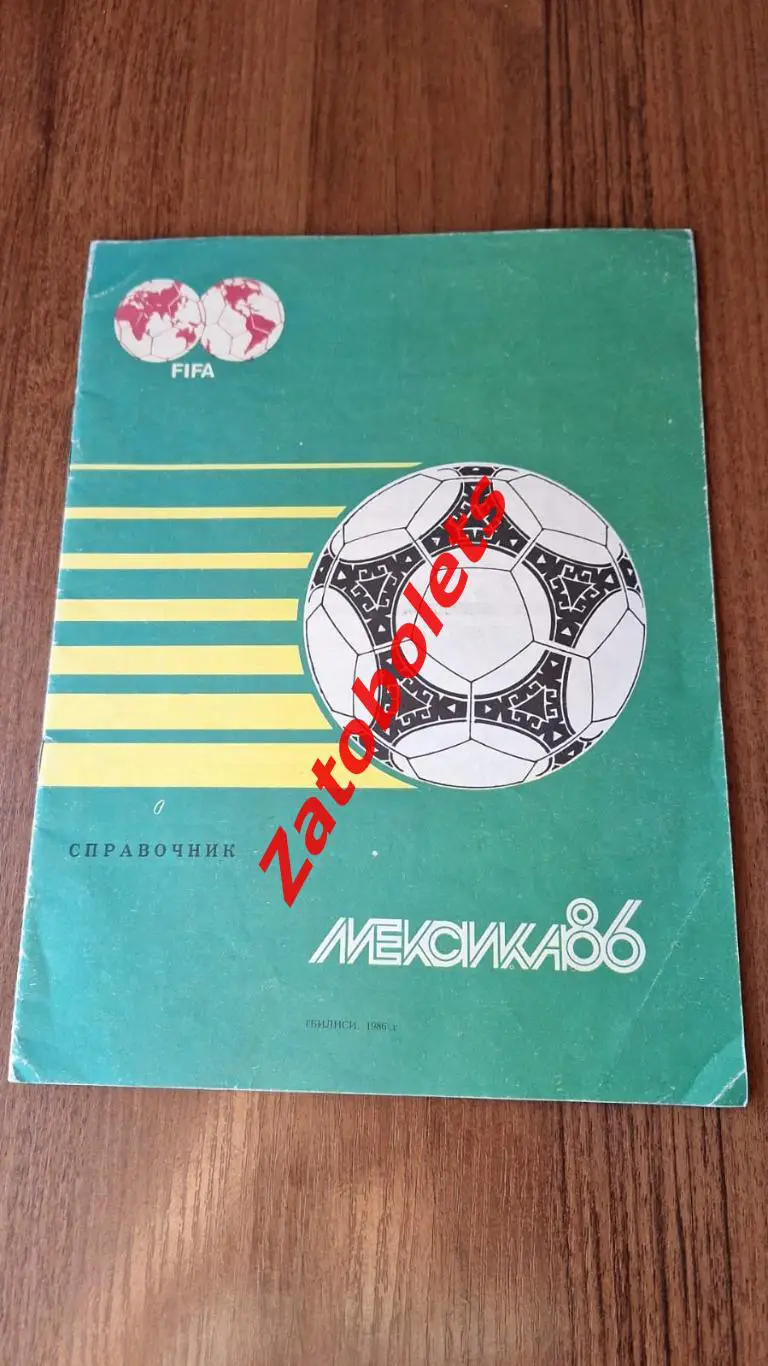 FIFA
Zatobolets
СПРАВОЧНИК
МЕКСИКА86
ТБИЛИСИ, 1986 г